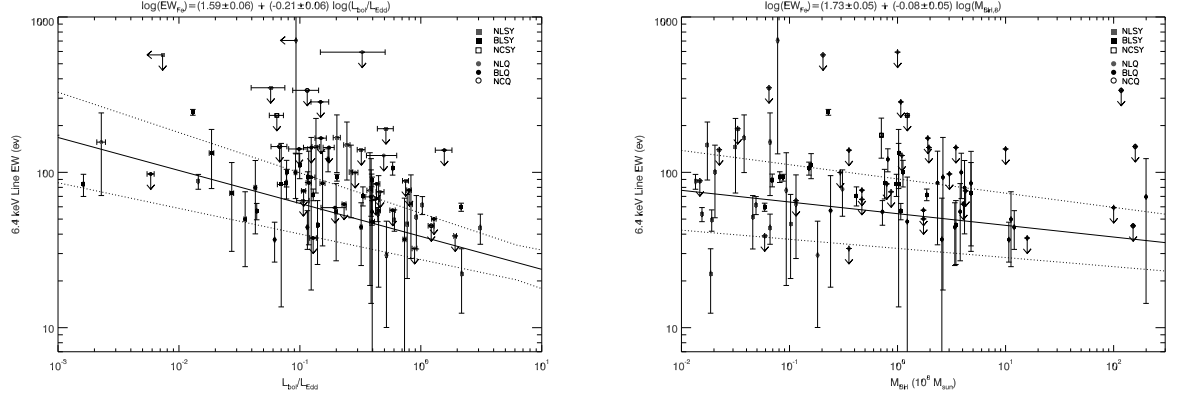 log(EW_Fe)=(1.59±0.06) + (-0.21±0.06) log(L_bol/L_Edd)
1000
100
10
6.4 keV Line EW (ev)
NLSY
BLSY
NCSY
NLQ
BLQ
NCQ
10^-3 10^-2 10^-1 10^0 10^1
L_bol/L_Edd
log(EW_Fe)=(1.73±0.05) + (-0.08±0.05) log(M_BH,8)
1000
100
10
6.4 keV Line EW (ev)
NLSY
BLSY
NCSY
NLQ
BLQ
NCQ
10^-2 10^-1 10^0 10^1 10^2
M_BH (10^8 M_sun)